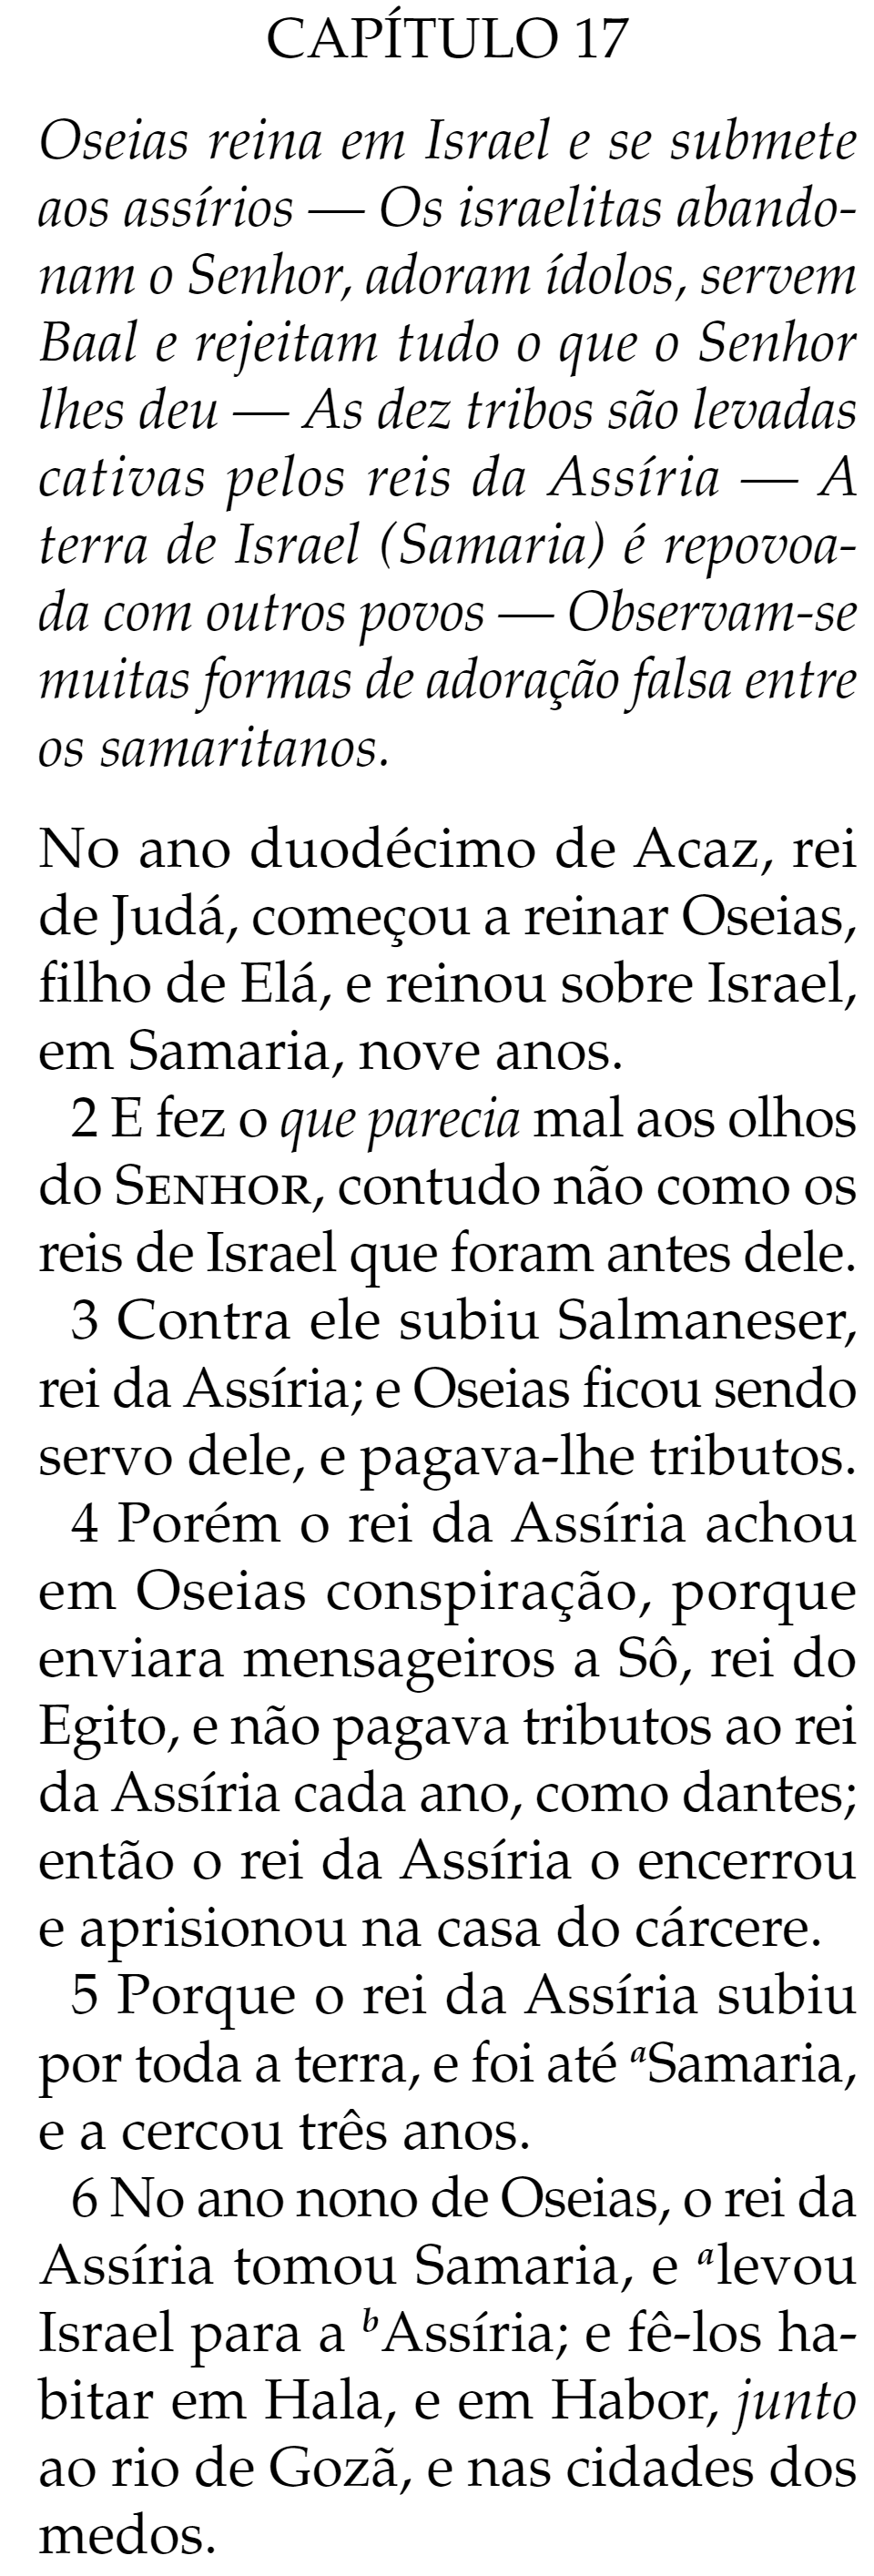 CAPÍTULO 17
Oseias reina em Israel e se submete
aos assírios — Os israelitas abando-
nam o Senhor, adoram ídolos, servem
Baal e rejeitam tudo o que o Senhor
lhes deu — As dez tribos são levadas
cativas pelos reis da Assíria — A
terra de Israel (Samaria) é repovoa-
da com outros povos — Observam-se
muitas formas de adoração falsa entre
os samaritanos.
No ano duodécimo de Acaz, rei
de Judá, começou a reinar Oseias,
filho de Elá, e reinou sobre Israel,
em Samaria, nove anos.
2 E fez o que parecia mal aos olhos
do SENHOR, contudo não como os
reis de Israel que foram antes dele.
3 Contra ele subiu Salmaneser,
rei da Assíria; e Oseias ficou sendo
servo dele, e pagava-lhe tributos.
4 Porém o rei da Assíria achou
em Oseias conspiração, porque
enviara mensageiros a Sô, rei do
Egito, e não pagava tributos ao rei
da Assíria cada ano, como dantes;
então o rei da Assíria o encerrou
e aprisionou na casa do cárcere.
5 Porque o rei da Assíria subiu
por toda a terra, e foi até aSamaria,
e a cercou três anos.
6 No ano nono de Oseias, o rei da
Assíria tomou Samaria, e alevou
Israel para a bAssíria; e fê-los ha-
bitar em Hala, e em Habor, junto
ao rio de Gozã, e nas cidades dos
medos.